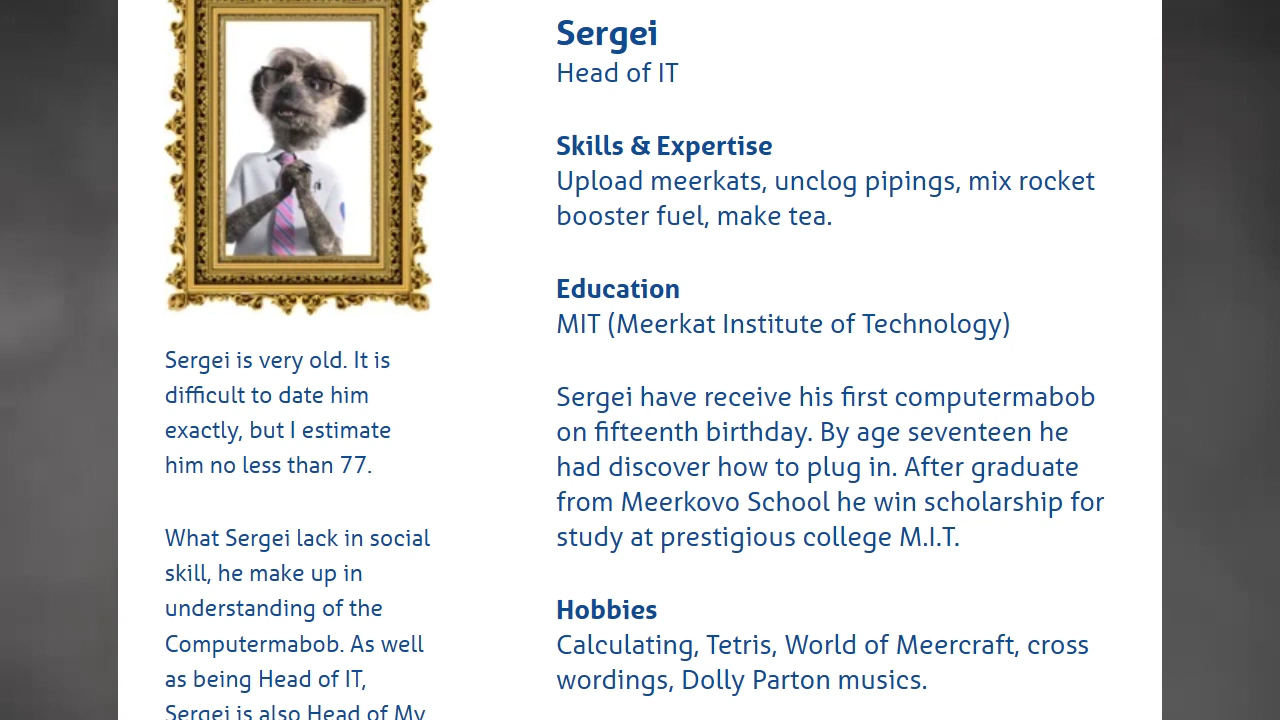 Sergei
Head of IT
Skills & Expertise
Upload meerkats, unclog pipings, mix rocket
booster fuel, make tea.
Education
MIT (Meerkat Institute of Technology)
Sergei have receive his first computermabob
on fifteenth birthday. By age seventeen he
had discover how to plug in. After graduate
from Meerkovo School he win scholarship for
study at prestigious college M.I.T.
Hobbies
Calculating, Tetris, World of Meercraft, cross
wordings, Dolly Parton musics.
Sergei is very old. It is
difficult to date him
exactly, but I estimate
him no less than 77.
What Sergei lack in social
skill, he make up in
understanding of the
Computermabob. As well
as being Head of IT,
Sergei is also Head of My